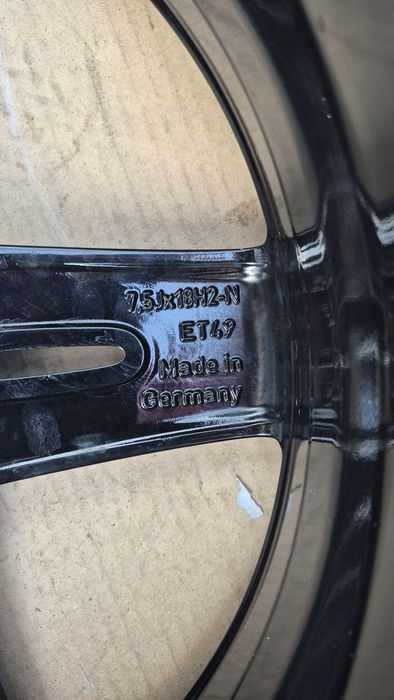 7.5Jx18H2-N
ET49
Made in
Germany